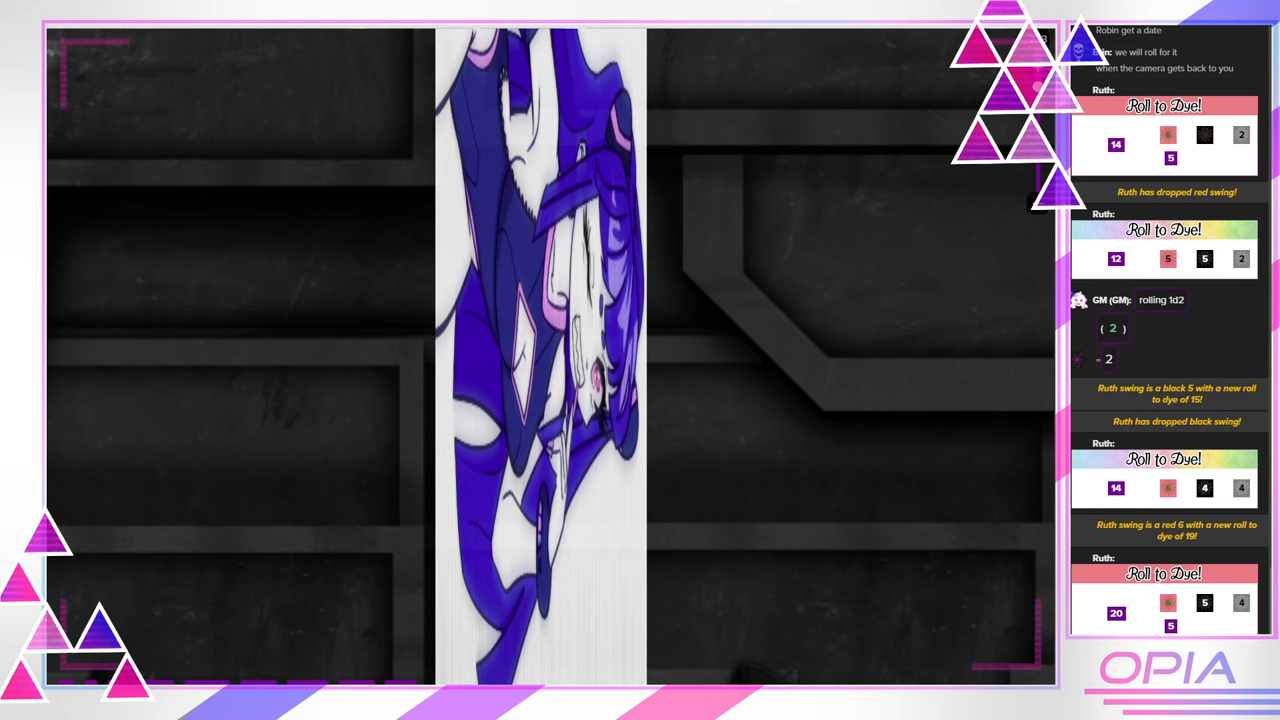 Robin get a date
we will roll for it
when the camera gets back to you
Ruth:
Roll to Dye!
14 6 2
5
Ruth has dropped red swing!
Ruth:
Roll to Dye!
12 5 5 2
GM (GM): rolling 1d2
( 2 )
= 2
Ruth swing is a black 5 with a new roll
to dye of 15!
Ruth has dropped black swing!
Ruth:
Roll to Dye!
14 6 4 4
Ruth swing is a red 6 with a new roll to
dye of 19!
Ruth:
Roll to Dye!
20 6 5 4
5
OPIA